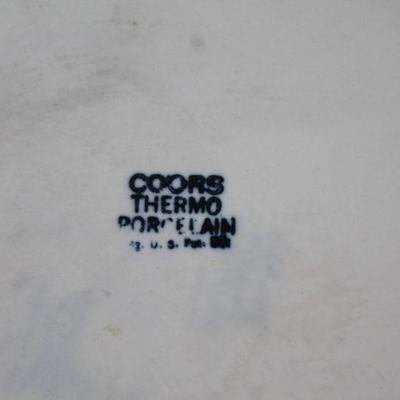 COORS
THERMO
PORCELAIN
U. S. Pat.